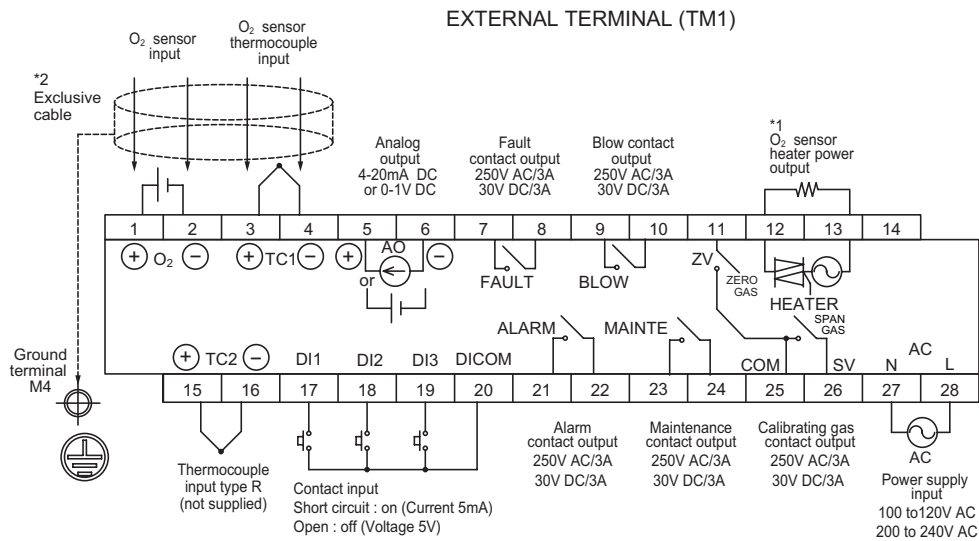 EXTERNAL TERMINAL (TM1)
O₂ sensor
input
O₂ sensor
thermocouple
input
*2
Exclusive
cable
Analog
output
4-20mA DC
or 0-1V DC
Fault
contact output
250V AC/3A
30V DC/3A
Blow contact
output
250V AC/3A
30V DC/3A
*1
O₂ sensor
heater power
output
1 2 3 4 5 6 7 8 9 10 11 12 13 14
+ O₂ − + TC1 − + AO −
or
FAULT
BLOW
ZV
ZERO
GAS
HEATER
SPAN
GAS
ALARM
MAINTE
COM
SV
N
AC
L
+ TC2 −
DI1 DI2 DI3 DICOM
Ground
terminal
M4
15 16 17 18 19 20 21 22 23 24 25 26 27 28
Thermocouple
input type R
(not supplied)
Contact input
Short circuit : on (Current 5mA)
Open : off (Voltage 5V)
Alarm
contact output
250V AC/3A
30V DC/3A
Maintenance
contact output
250V AC/3A
30V DC/3A
Calibrating gas
contact output
250V AC/3A
30V DC/3A
AC
Power supply
input
100 to120V AC
200 to 240V AC